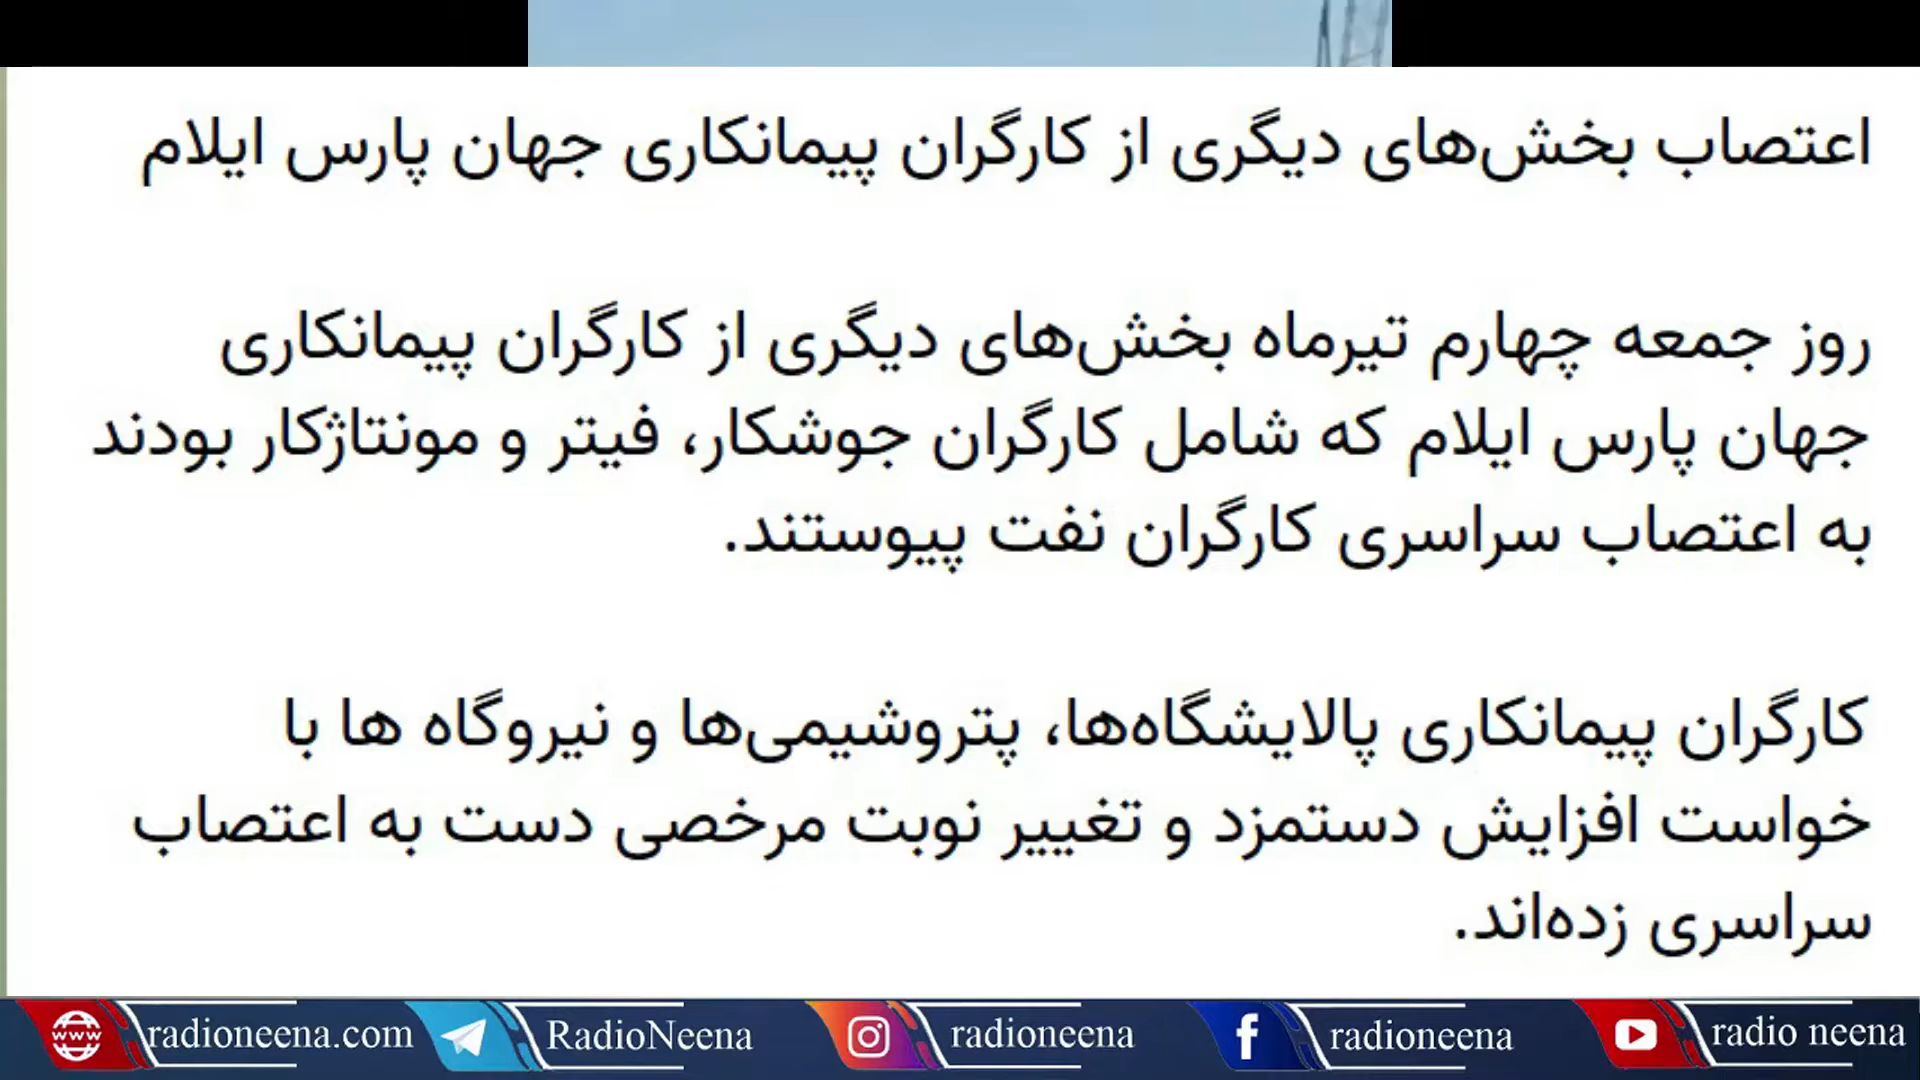 اعتصاب بخش‌های دیگری از کارگران پیمانکاری جهان پارس ایلام
روز جمعه چهارم تیرماه بخش‌های دیگری از کارگران پیمانکاری
جهان پارس ایلام که شامل کارگران جوشکار، فیتر و مونتاژکار بودند
به اعتصاب سراسری کارگران نفت پیوستند.
کارگران پیمانکاری پالایشگاه‌ها، پتروشیمی‌ها و نیروگاه ها با
خواست افزایش دستمزد و تغییر نوبت مرخصی دست به اعتصاب
سراسری زده‌اند.
www radioneena.com RadioNeena radioneena radioneena radio neena